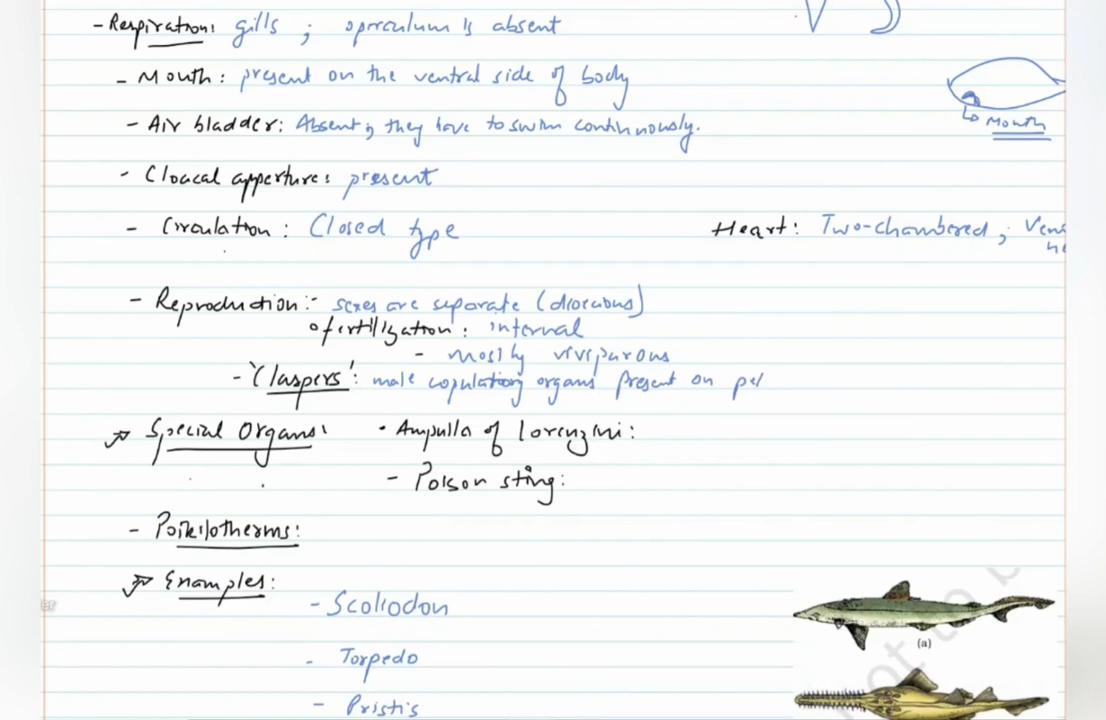 - Respiration: gills ; operculum is absent
- Mouth: present on the ventral side of body
- Air bladder: Absent; they have to swim continuously.
Mouth
- Cloacal apperture: present
- Circulation: Closed type
Heart: Two-chambered;
- Reproduction:- sexes are separate (dioecious)
fertilization: internal
- mostly viviparous
- 'Claspers': male copulating organs present on pel
Special Organs: • Ampulla of lorenzini:
- Poison sting:
- Poikilotherms:
Examples:
- Scoliodon
(a)
- Torpedo
- Pristis